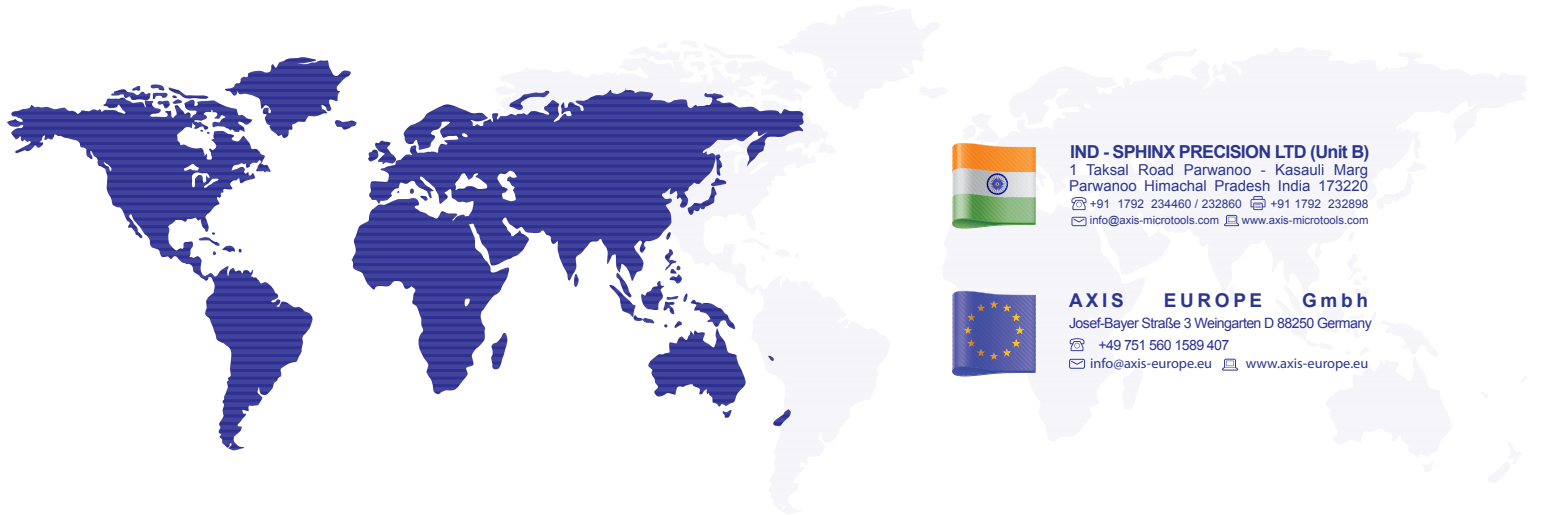 IND - SPHINX PRECISION LTD (Unit B)
1 Taksal Road Parwanoo - Kasauli Marg
Parwanoo Himachal Pradesh India 173220
+91 1792 234460 / 232860 +91 1792 232898
info@axis-microtools.com www.axis-microtools.com
AXIS EUROPE Gmbh
Josef-Bayer Straße 3 Weingarten D 88250 Germany
+49 751 560 1589 407
info@axis-europe.eu www.axis-europe.eu